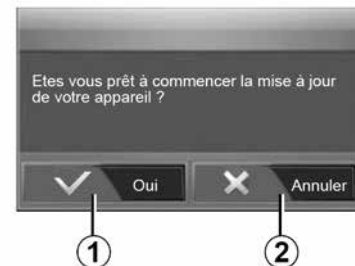 Etes vous prêt à commencer la mise à jour
de votre appareil ?
Oui
Annuler
1
2